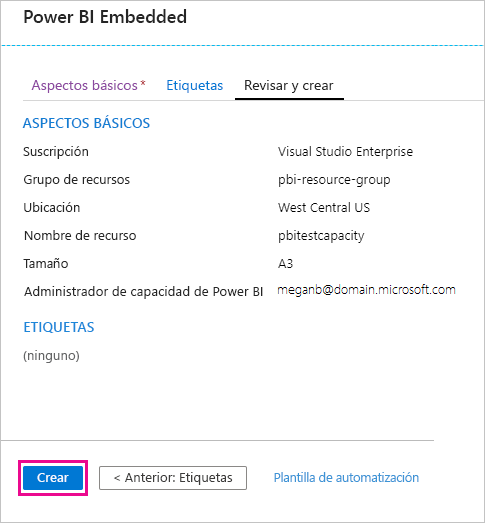 Power BI Embedded
Aspectos básicos * Etiquetas Revisar y crear
ASPECTOS BÁSICOS
Suscripción Visual Studio Enterprise
Grupo de recursos pbi-resource-group
Ubicación West Central US
Nombre de recurso pbitestcapacity
Tamaño A3
Administrador de capacidad de Power BI meganb@domain.microsoft.com
ETIQUETAS
(ninguno)
Crear < Anterior: Etiquetas Plantilla de automatización